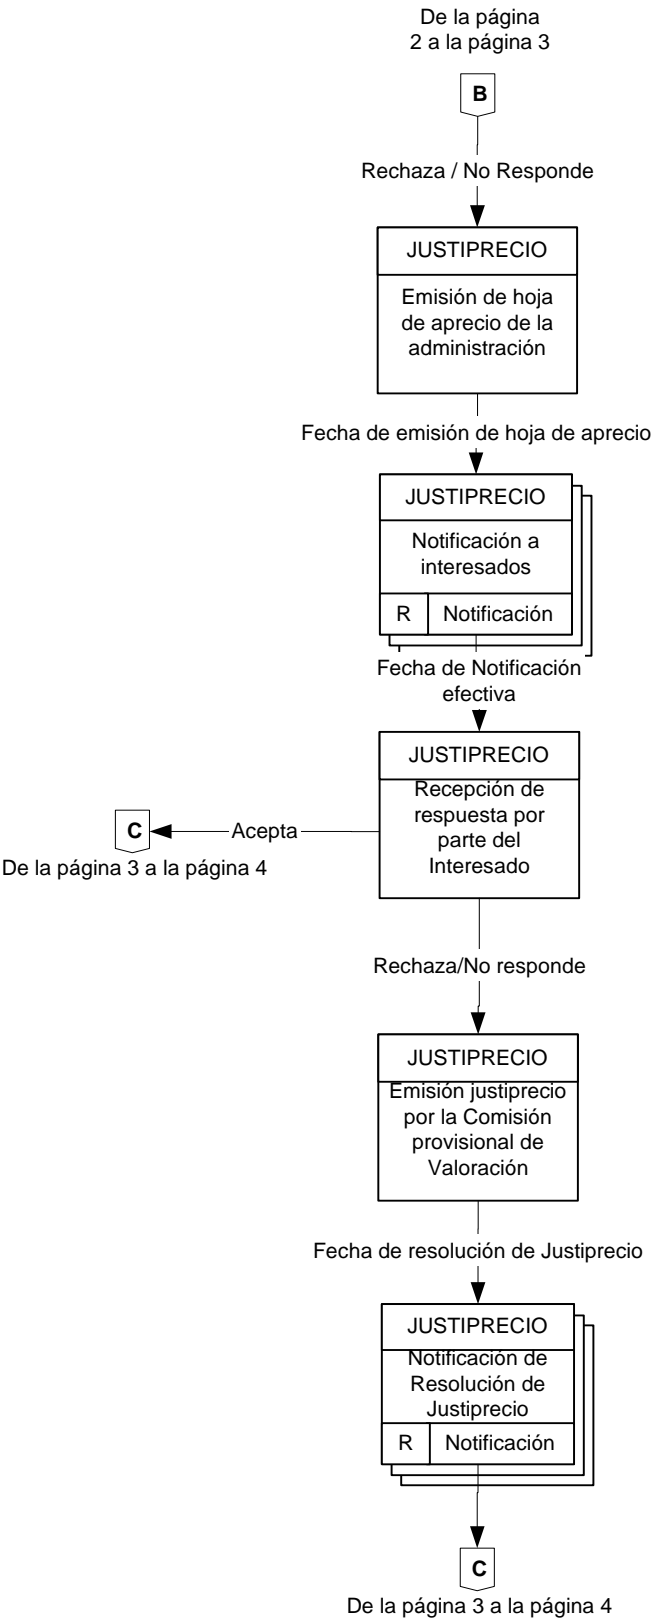 De la página
2 a la página 3
B
Rechaza / No Responde
JUSTIPRECIO
Emisión de hoja
de aprecio de la
administración
Fecha de emisión de hoja de aprecio
JUSTIPRECIO
Notificación a
interesados
R Notificación
Fecha de Notificación
efectiva
JUSTIPRECIO
Recepción de
respuesta por
parte del
Interesado
C Acepta
De la página 3 a la página 4
Rechaza/No responde
JUSTIPRECIO
Emisión justiprecio
por la Comisión
provisional de
Valoración
Fecha de resolución de Justiprecio
JUSTIPRECIO
Notificación de
Resolución de
Justiprecio
R Notificación
C
De la página 3 a la página 4